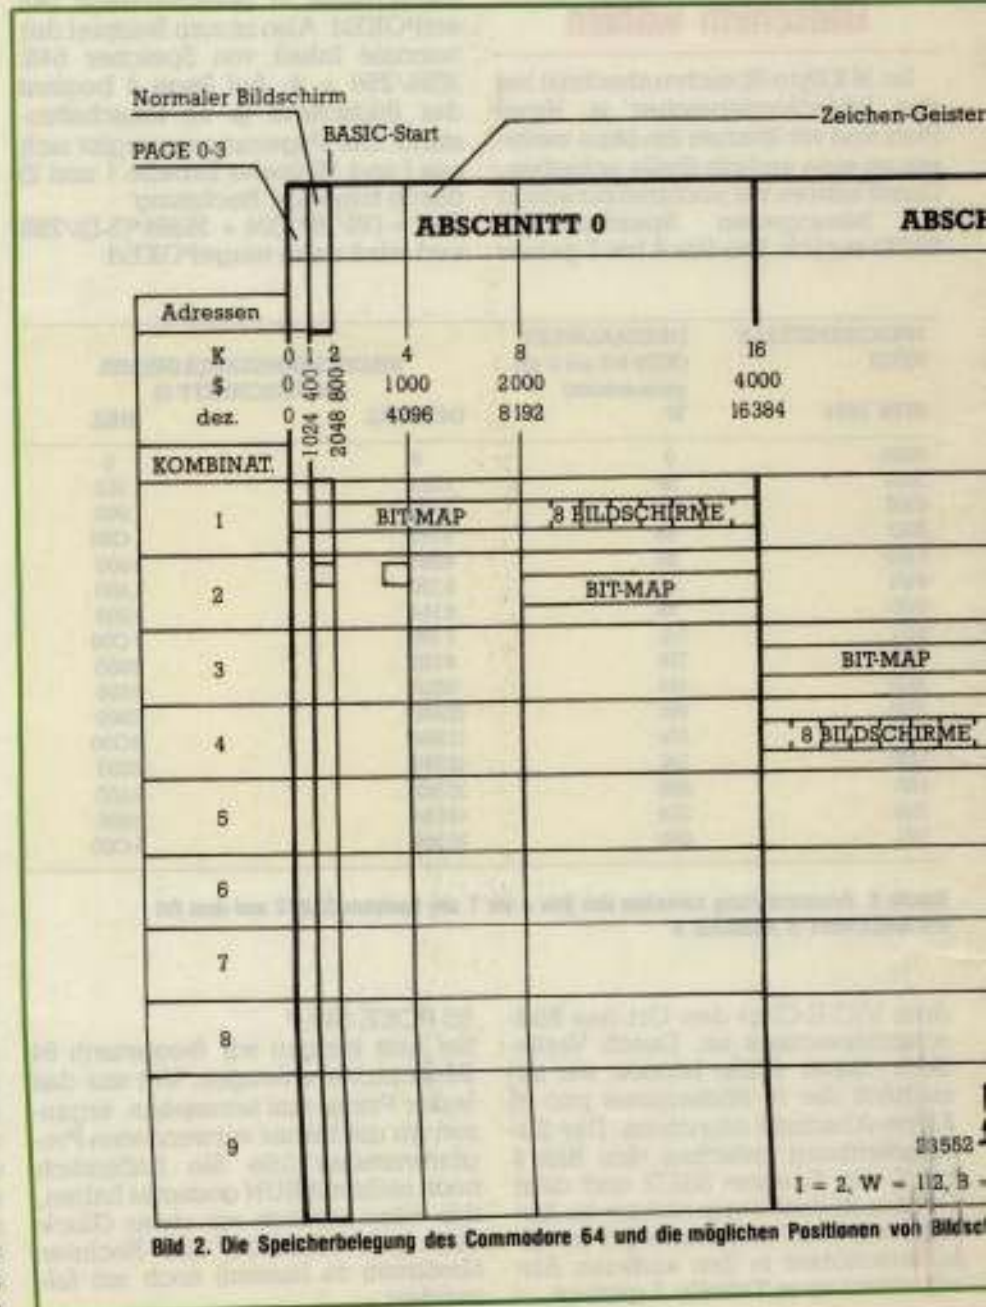 Normaler Bildschirm
BASIC-Start
Zeichen-Geister
PAGE 0-3
ABSCHNITT 0
ABSCH
Adressen
K 0 2 4 8 16
$ 0 400 800 1000 2000 4000
dez. 0 1024 2048 4096 8192 16384
KOMBINAT.
1 BIT-MAP 8 BILDSCHIRME
2 BIT-MAP
3 BIT-MAP
4 8 BILDSCHIRME
5
6
7
8
9
23552
I = 2, W = 112, B =
Bild 2. Die Speicherbelegung des Commodore 64 und die möglichen Positionen von Bildsch